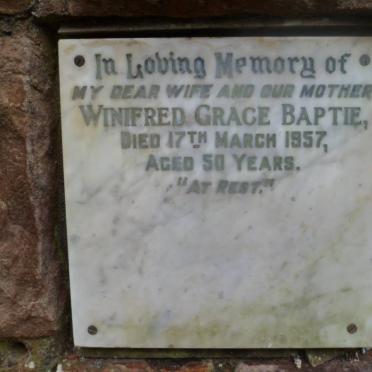 In Loving Memory of
MY DEAR WIFE AND OUR MOTHER
WINIFRED GRACE BAPTIE,
DIED 17TH MARCH 1957,
AGED 50 YEARS.
"AT REST."